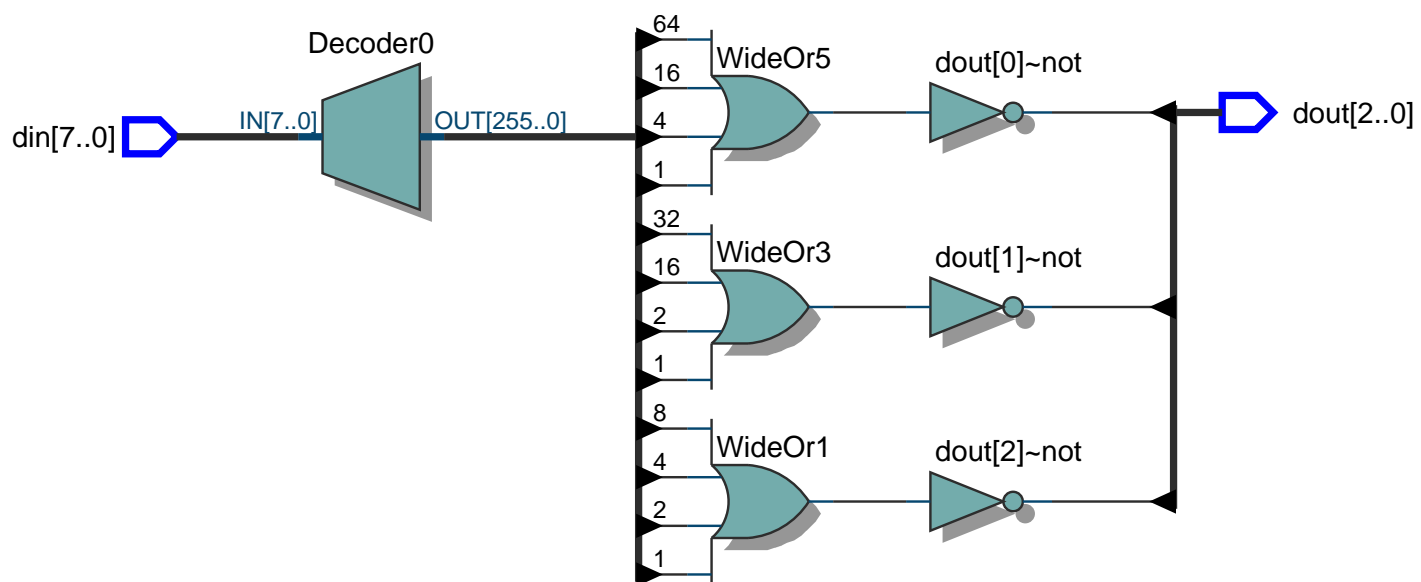 Decoder0
din[7..0]
IN[7..0]
OUT[255..0]
64
16
4
1
WideOr5
dout[0]~not
dout[2..0]
32
16
2
1
WideOr3
dout[1]~not
8
4
2
1
WideOr1
dout[2]~not